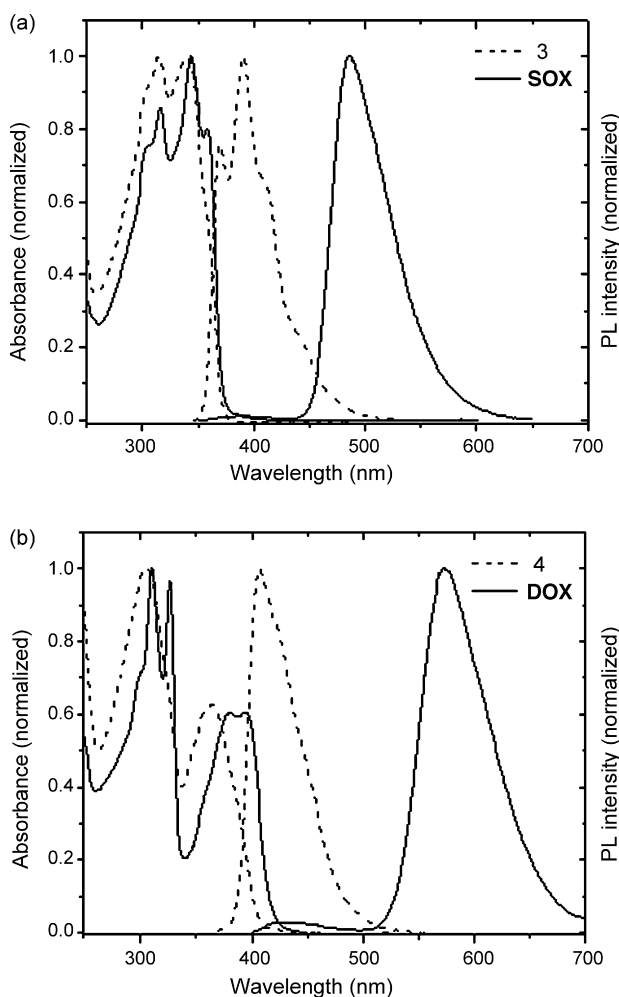 (a)
1.0
0.8
0.6
0.4
0.2
0.0
Absorbance (normalized)
3
SOX
PL intensity (normalized)
300 400 500 600 700
Wavelength (nm)
(b)
1.0
0.8
0.6
0.4
0.2
0.0
Absorbance (normalized)
4
DOX
PL intensity (normalized)
300 400 500 600 700
Wavelength (nm)